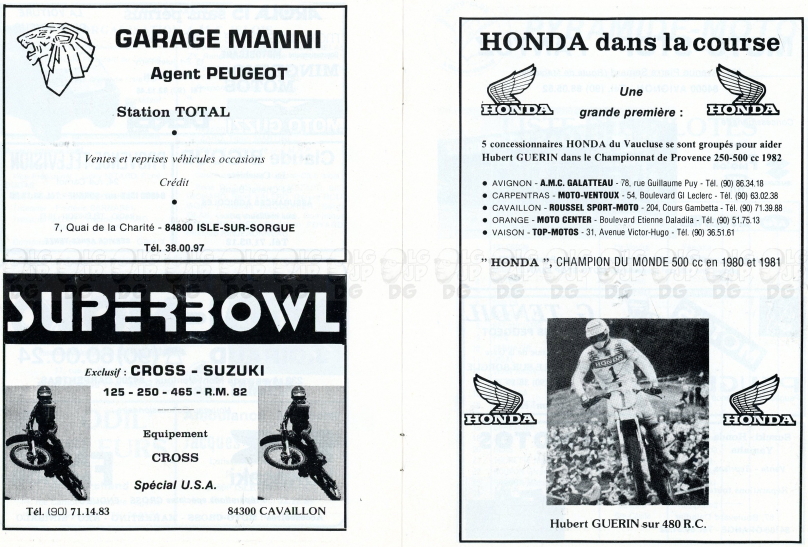 GARAGE MANNI
Agent PEUGEOT
Station TOTAL
Ventes et reprises véhicules occasions
Crédit
7, Quai de la Charité - 84800 ISLE-SUR-SORGUE
Tél. 38.00.97
SUPERBOWL
Exclusif : CROSS - SUZUKI
125 - 250 - 465 - R.M. 82
Equipement
CROSS
Spécial U.S.A.
Tél. (90) 71.14.83 84300 CAVAILLON
HONDA dans la course
HONDA
HONDA
Une
grande première :
5 concessionnaires HONDA du Vaucluse se sont groupés pour aider
Hubert GUERIN dans le Championnat de Provence 250-500 cc 1982
● AVIGNON - A.M.C. GALATTEAU - 78, rue Guillaume Puy - Tél. (90) 86.34.18
● CARPENTRAS - MOTO-VENTOUX - 54, Boulevard Gl Leclerc - Tél. (90) 63.02.38
● CAVAILLON - ROUSSEL SPORT-MOTO - 204, Cours Gambetta - Tél. (90) 71.39.88
● ORANGE - MOTO CENTER - Boulevard Etienne Daladila - Tél. (90) 51.75.13
● VAISON - TOP-MOTOS - 31, Avenue Victor-Hugo - Tél. (90) 36.51.61
" HONDA ", CHAMPION DU MONDE 500 cc en 1980 et 1981
HONDA
1
HONDA
HONDA
Hubert GUERIN sur 480 R.C.